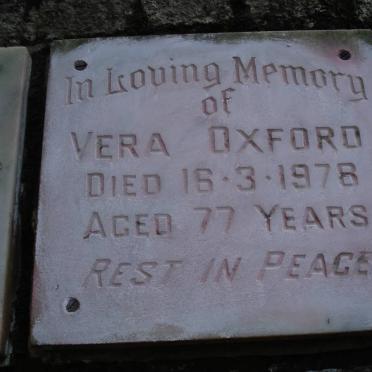 In Loving Memory
of
VERA OXFORD
DIED 16·3·1978
AGED 77 YEARS
REST IN PEACE